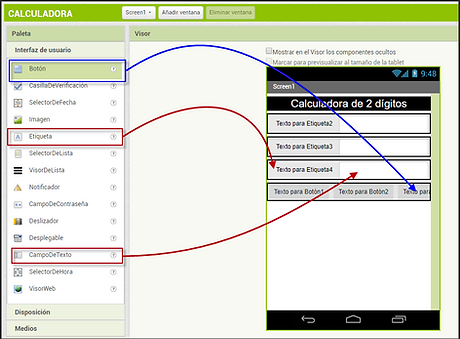 CALCULADORA
Screen1
Añadir ventana
Eliminar ventana
Paleta
Visor
Interfaz de usuario
Botón
CasillaDeVerificación
SelectorDeFecha
Imagen
Etiqueta
SelectorDeLista
VisorDeLista
Notificador
CampoDeContraseña
Deslizador
Desplegable
CampoDeTexto
SelectorDeHora
VisorWeb
Disposición
Medios
Mostrar en el Visor los componentes ocultos
Marcar para previsualizar al tamaño de la tablet
9:48
Screen1
Calculadora de 2 dígitos
Texto para Etiqueta2
Texto para Etiqueta3
Texto para Etiqueta4
Texto para Botón1
Texto para Botón2
Texto para